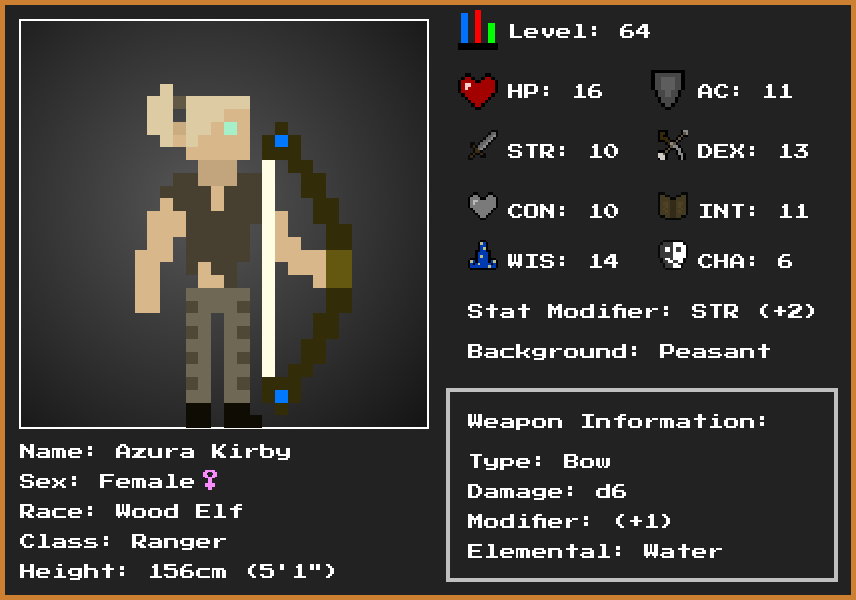 Level: 64
HP: 16 AC: 11
STR: 10 DEX: 13
CON: 10 INT: 11
WIS: 14 CHA: 6
Stat Modifier: STR (+2)
Background: Peasant
Weapon Information:
Type: Bow
Damage: d6
Modifier: (+1)
Elemental: Water
Name: Azura Kirby
Sex: Female♀
Race: Wood Elf
Class: Ranger
Height: 156cm (5'1")